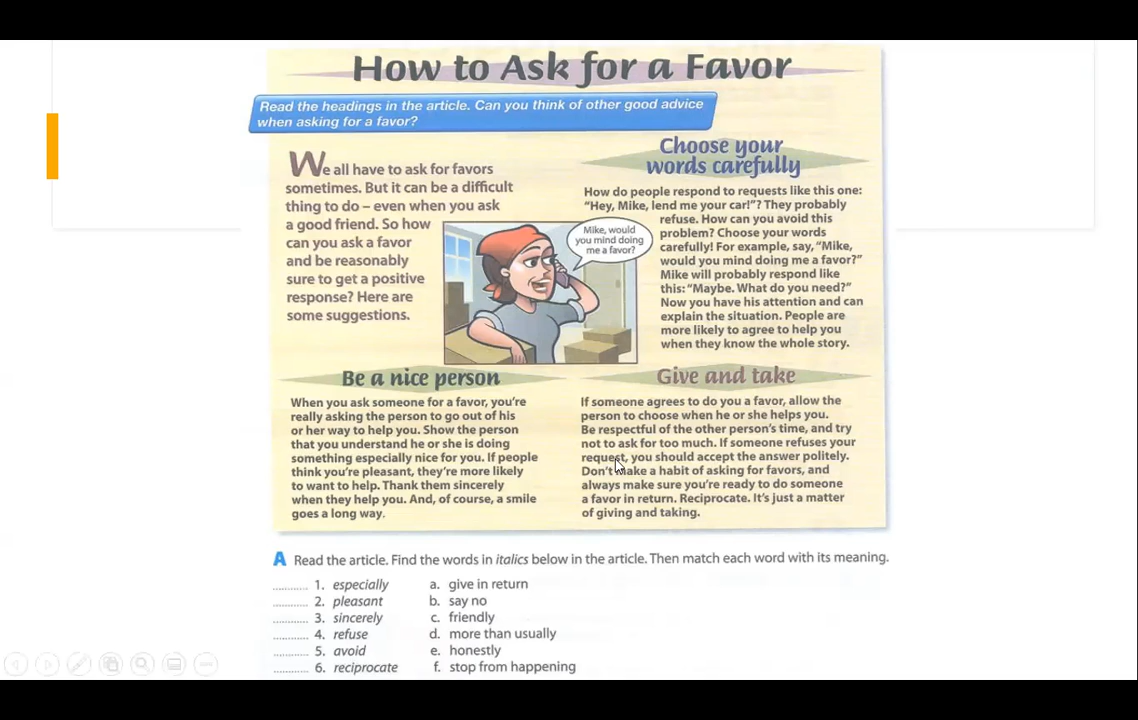 How to Ask for a Favor
Read the headings in the article. Can you think of other good advice
when asking for a favor?
We all have to ask for favors
sometimes. But it can be a difficult
thing to do – even when you ask
a good friend. So how
can you ask a favor
and be reasonably
sure to get a positive
response? Here are
some suggestions.
Mike, would
you mind doing
me a favor?
Choose your
words carefully
How do people respond to requests like this one:
“Hey, Mike, lend me your car!”? They probably
refuse. How can you avoid this
problem? Choose your words
carefully! For example, say, “Mike,
would you mind doing me a favor?”
Mike will probably respond like
this: “Maybe. What do you need?”
Now you have his attention and can
explain the situation. People are
more likely to agree to help you
when they know the whole story.
Be a nice person
When you ask someone for a favor, you’re
really asking the person to go out of his
or her way to help you. Show the person
that you understand he or she is doing
something especially nice for you. If people
think you’re pleasant, they’re more likely
to want to help. Thank them sincerely
when they help you. And, of course, a smile
goes a long way.
Give and take
If someone agrees to do you a favor, allow the
person to choose when he or she helps you.
Be respectful of the other person’s time, and try
not to ask for too much. If someone refuses your
request, you should accept the answer politely.
Don’t make a habit of asking for favors, and
always make sure you’re ready to do someone
a favor in return. Reciprocate. It’s just a matter
of giving and taking.
A Read the article. Find the words in italics below in the article. Then match each word with its meaning.
............ 1. especially a. give in return
............ 2. pleasant b. say no
............ 3. sincerely c. friendly
............ 4. refuse d. more than usually
............ 5. avoid e. honestly
............ 6. reciprocate f. stop from happening